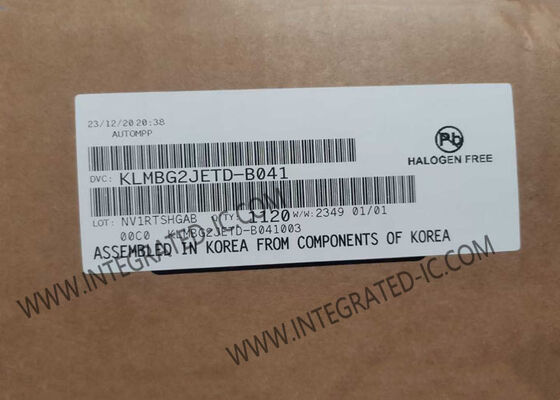 23/12/20 20:38
AUTOMPP
Pb
HALOGEN FREE
DVC: KLMBG2JETD-B041
LOT: NV1RTSHGAB QTY: 1120 W/W: 2349 01/01
00C0 KLMBG2JETD-B041003
ASSEMBLED IN KOREA FROM COMPONENTS OF KOREA
WWW.INTEGRATED-IC.COM
WWW.INTEGRATED-IC.COM